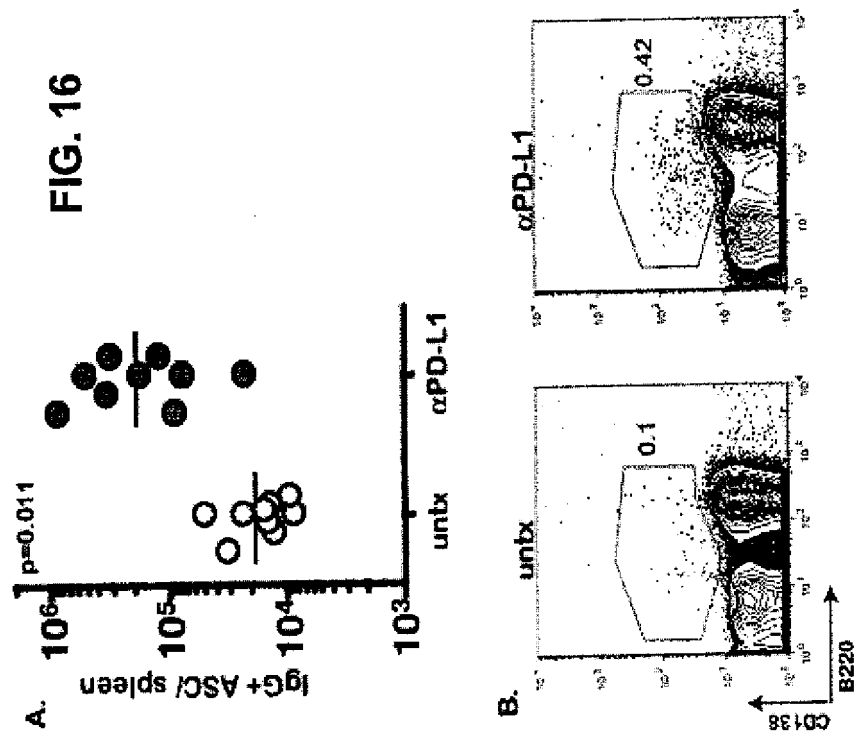 FIG. 16
A.
p=0.011
IgG+ ASC/ spleen
10⁶
10⁵
10⁴
10³
untx
αPD-L1
B.
untx
αPD-L1
0.1
0.42
CD138
B220